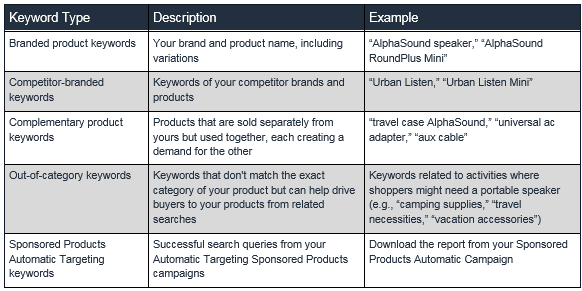 Keyword Type Description Example
Branded product keywords Your brand and product name, including “AlphaSound speaker,” “AlphaSound
variations RoundPlus Mini”
Competitor-branded Keywords of your competitor brands and “Urban Listen,” “Urban Listen Mini”
keywords products
Complementary product Products that are sold separately from “travel case AlphaSound,” “universal ac
keywords yours but used together, each creating a adapter,” “aux cable”
demand for the other
Out-of-category keywords Keywords that don't match the exact Keywords related to activities where
category of your product but can help drive shoppers might need a portable speaker
buyers to your products from related (e.g., “camping supplies,” “travel
searches necessities,” “vacation accessories”)
Sponsored Products Successful search queries from your Download the report from your Sponsored
Automatic Targeting Automatic Targeting Sponsored Products Products Automatic Campaign
keywords campaigns